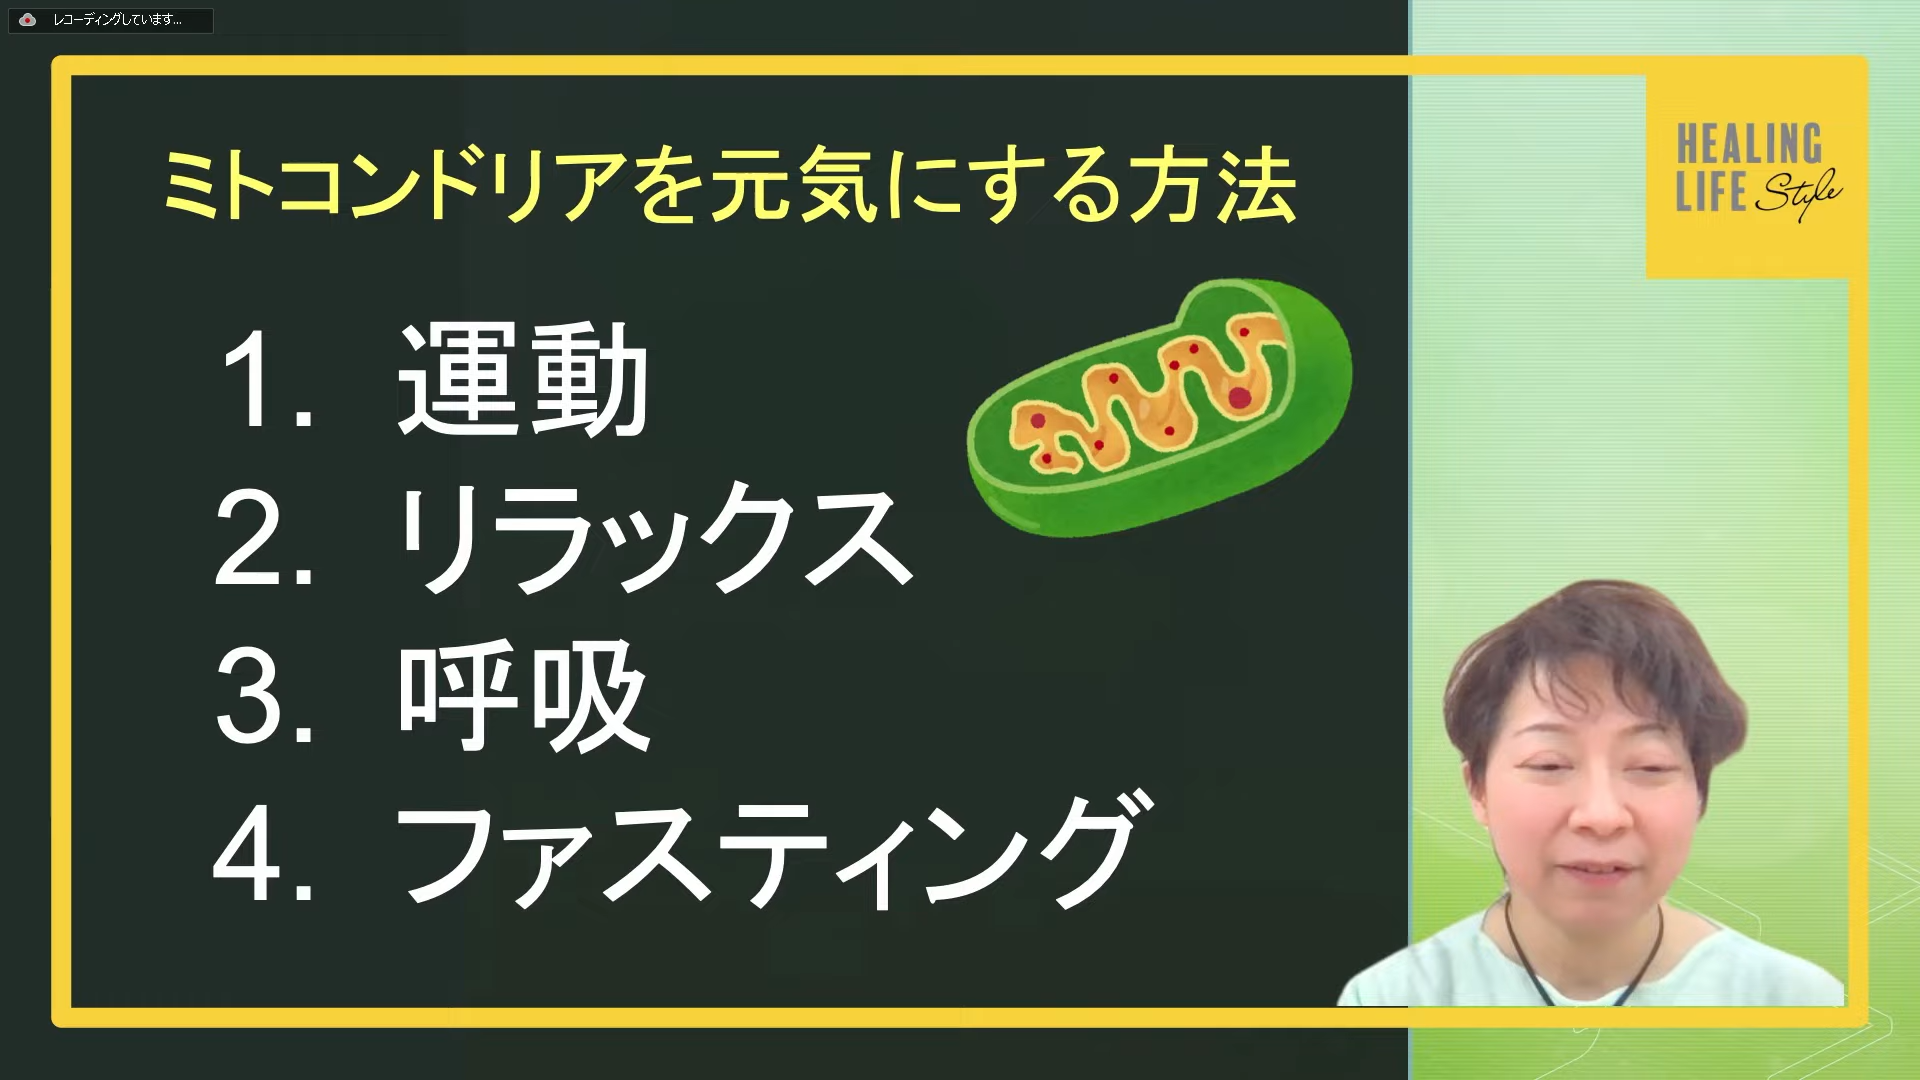 レコーディングしています...
HEALING
LIFE Style
ミトコンドリアを元気にする方法
1. 運動
2. リラックス
3. 呼吸
4. ファスティング